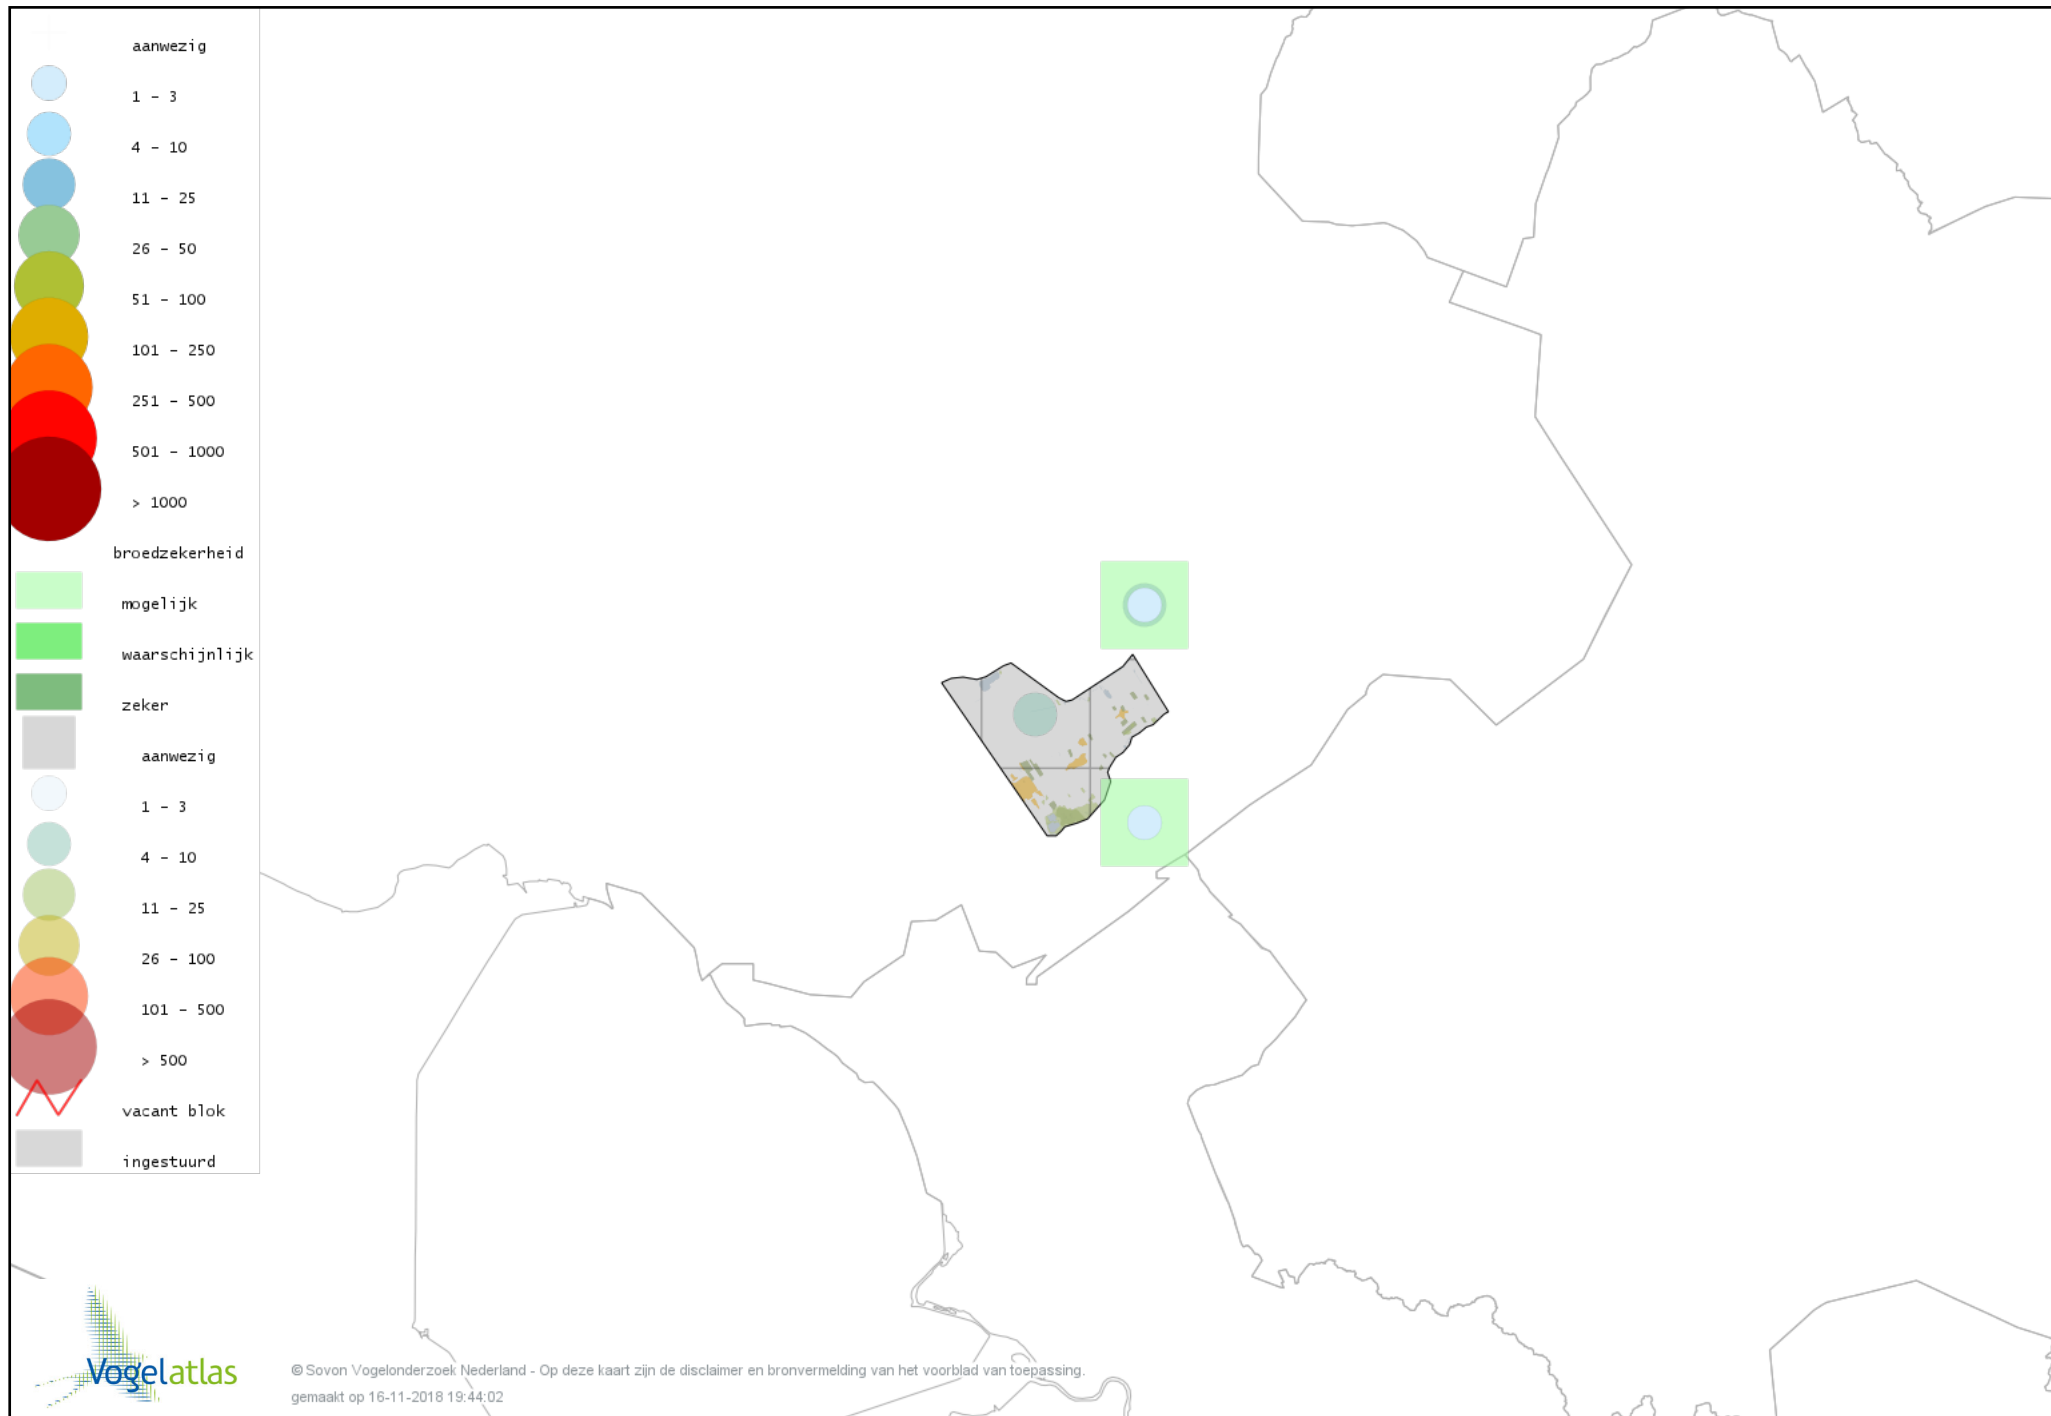 aanwezig
1 - 3
4 - 10
11 - 25
26 - 50
51 - 100
101 - 250
251 - 500
501 - 1000
> 1000
broedzekerheid
mogelijk
waarschijnlijk
zeker
aanwezig
1 - 3
4 - 10
11 - 25
26 - 100
101 - 500
> 500
vacant blok
ingestuurd
Vogelatlas
© Sovon Vogelonderzoek Nederland - Op deze kaart zijn de disclaimer en bronvermelding van het voorblad van toepassing.
gemaakt op 16-11-2018 19:44:02